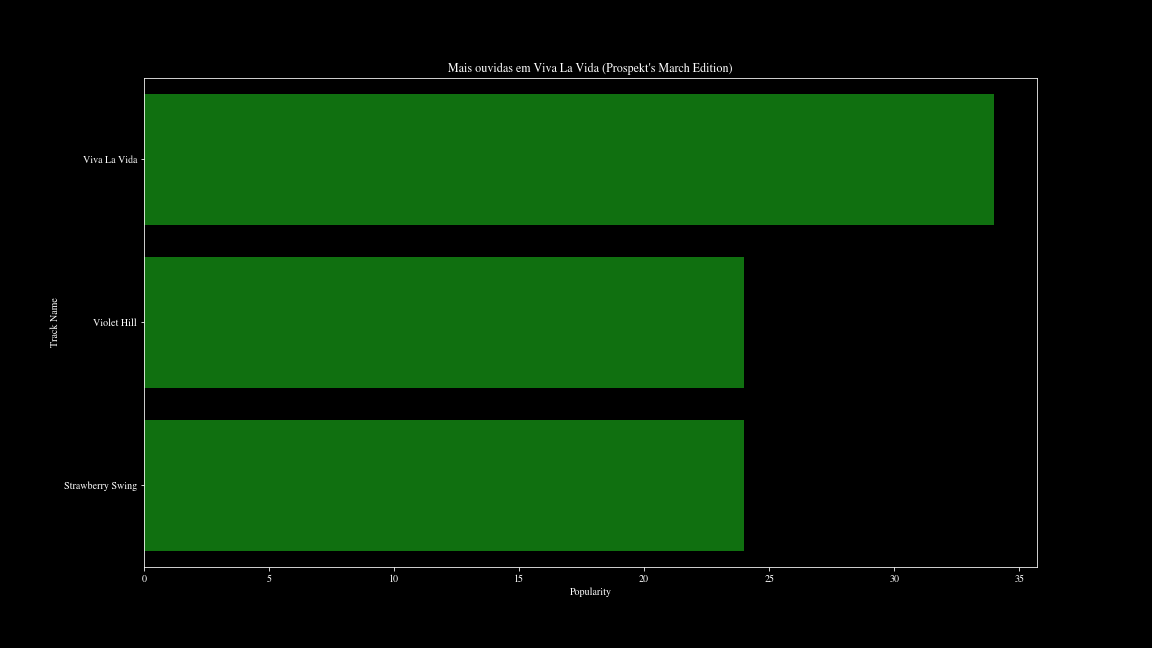 Mais ouvidas em Viva La Vida (Prospekt's March Edition)
Viva La Vida
Violet Hill
Strawberry Swing
Track Name
0 5 10 15 20 25 30 35
Popularity